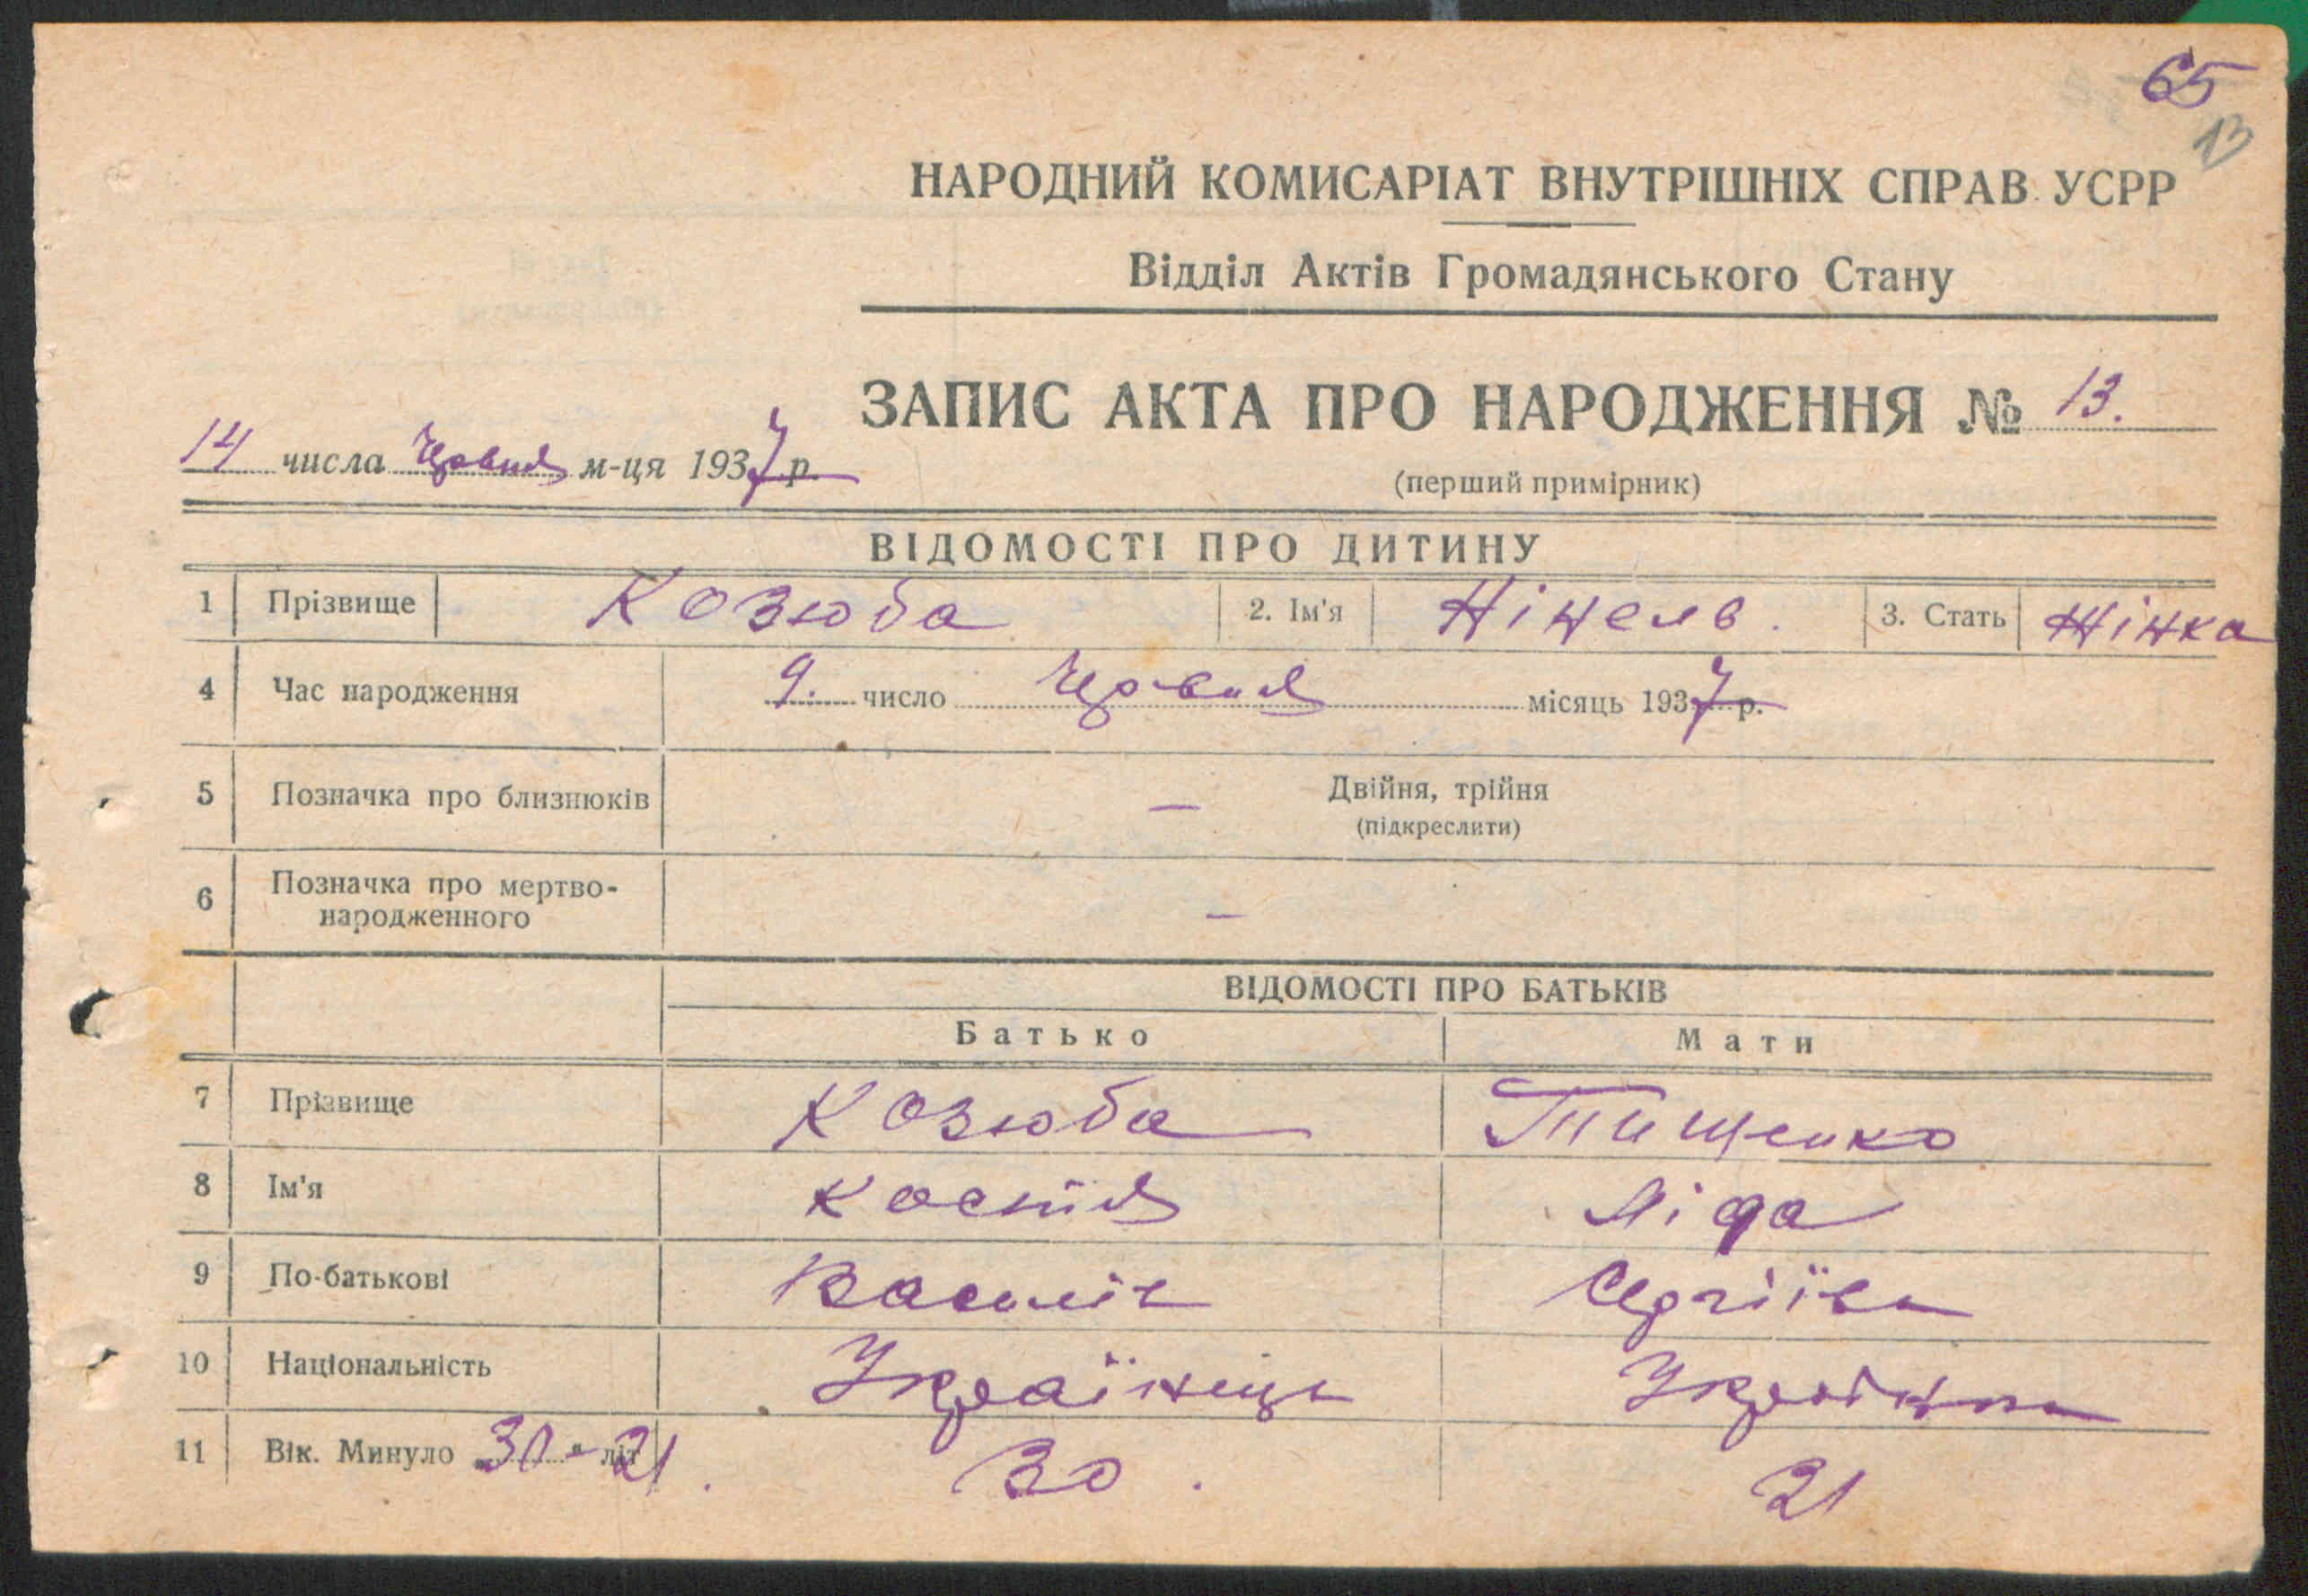 65
13
НАРОДНИЙ КОМИСАРІАТ ВНУТРІШНІХ СПРАВ УСРР
Відділ Актів Громадянського Стану
ЗАПИС АКТА ПРО НАРОДЖЕННЯ № 13.
14 числа Червня м-ця 1937 р.
(перший примірник)
ВІДОМОСТІ ПРО ДИТИНУ
1 Прізвище Козюба 2. Ім'я Нінель. 3. Стать Жінка
4 Час народження 9. число Червня місяць 1937 р.
5 Позначка про близнюків — Двійня, трійня
(підкреслити)
6 Позначка про мертво-
народженного —
ВІДОМОСТІ ПРО БАТЬКІВ
Батько Мати
7 Прізвище Козюба Тищенко
8 Ім'я Костя Ліда
9 По-батькові Василів Сергіївн
10 Національність Українець Українка
11 Вік. Минуло „30-21" літ. 30. 21